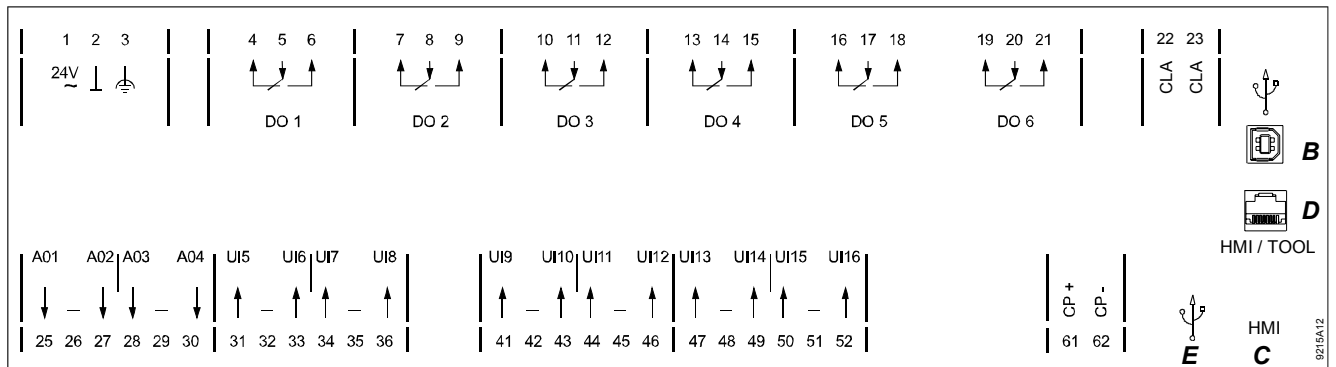 1 2 3 4 5 6 7 8 9 10 11 12 13 14 15 16 17 18 19 20 21 22 23
24V ~ CLA CLA
DO 1 DO 2 DO 3 DO 4 DO 5 DO 6
B
D
HMI / TOOL
A01 A02 A03 A04 UI5 UI6 UI7 UI8 UI9 UI10 UI11 UI12 UI13 UI14 UI15 UI16
– – – – – – – – CP + CP -
25 26 27 28 29 30 31 32 33 34 35 36 41 42 43 44 45 46 47 48 49 50 51 52 61 62
HMI
E C
9215A12